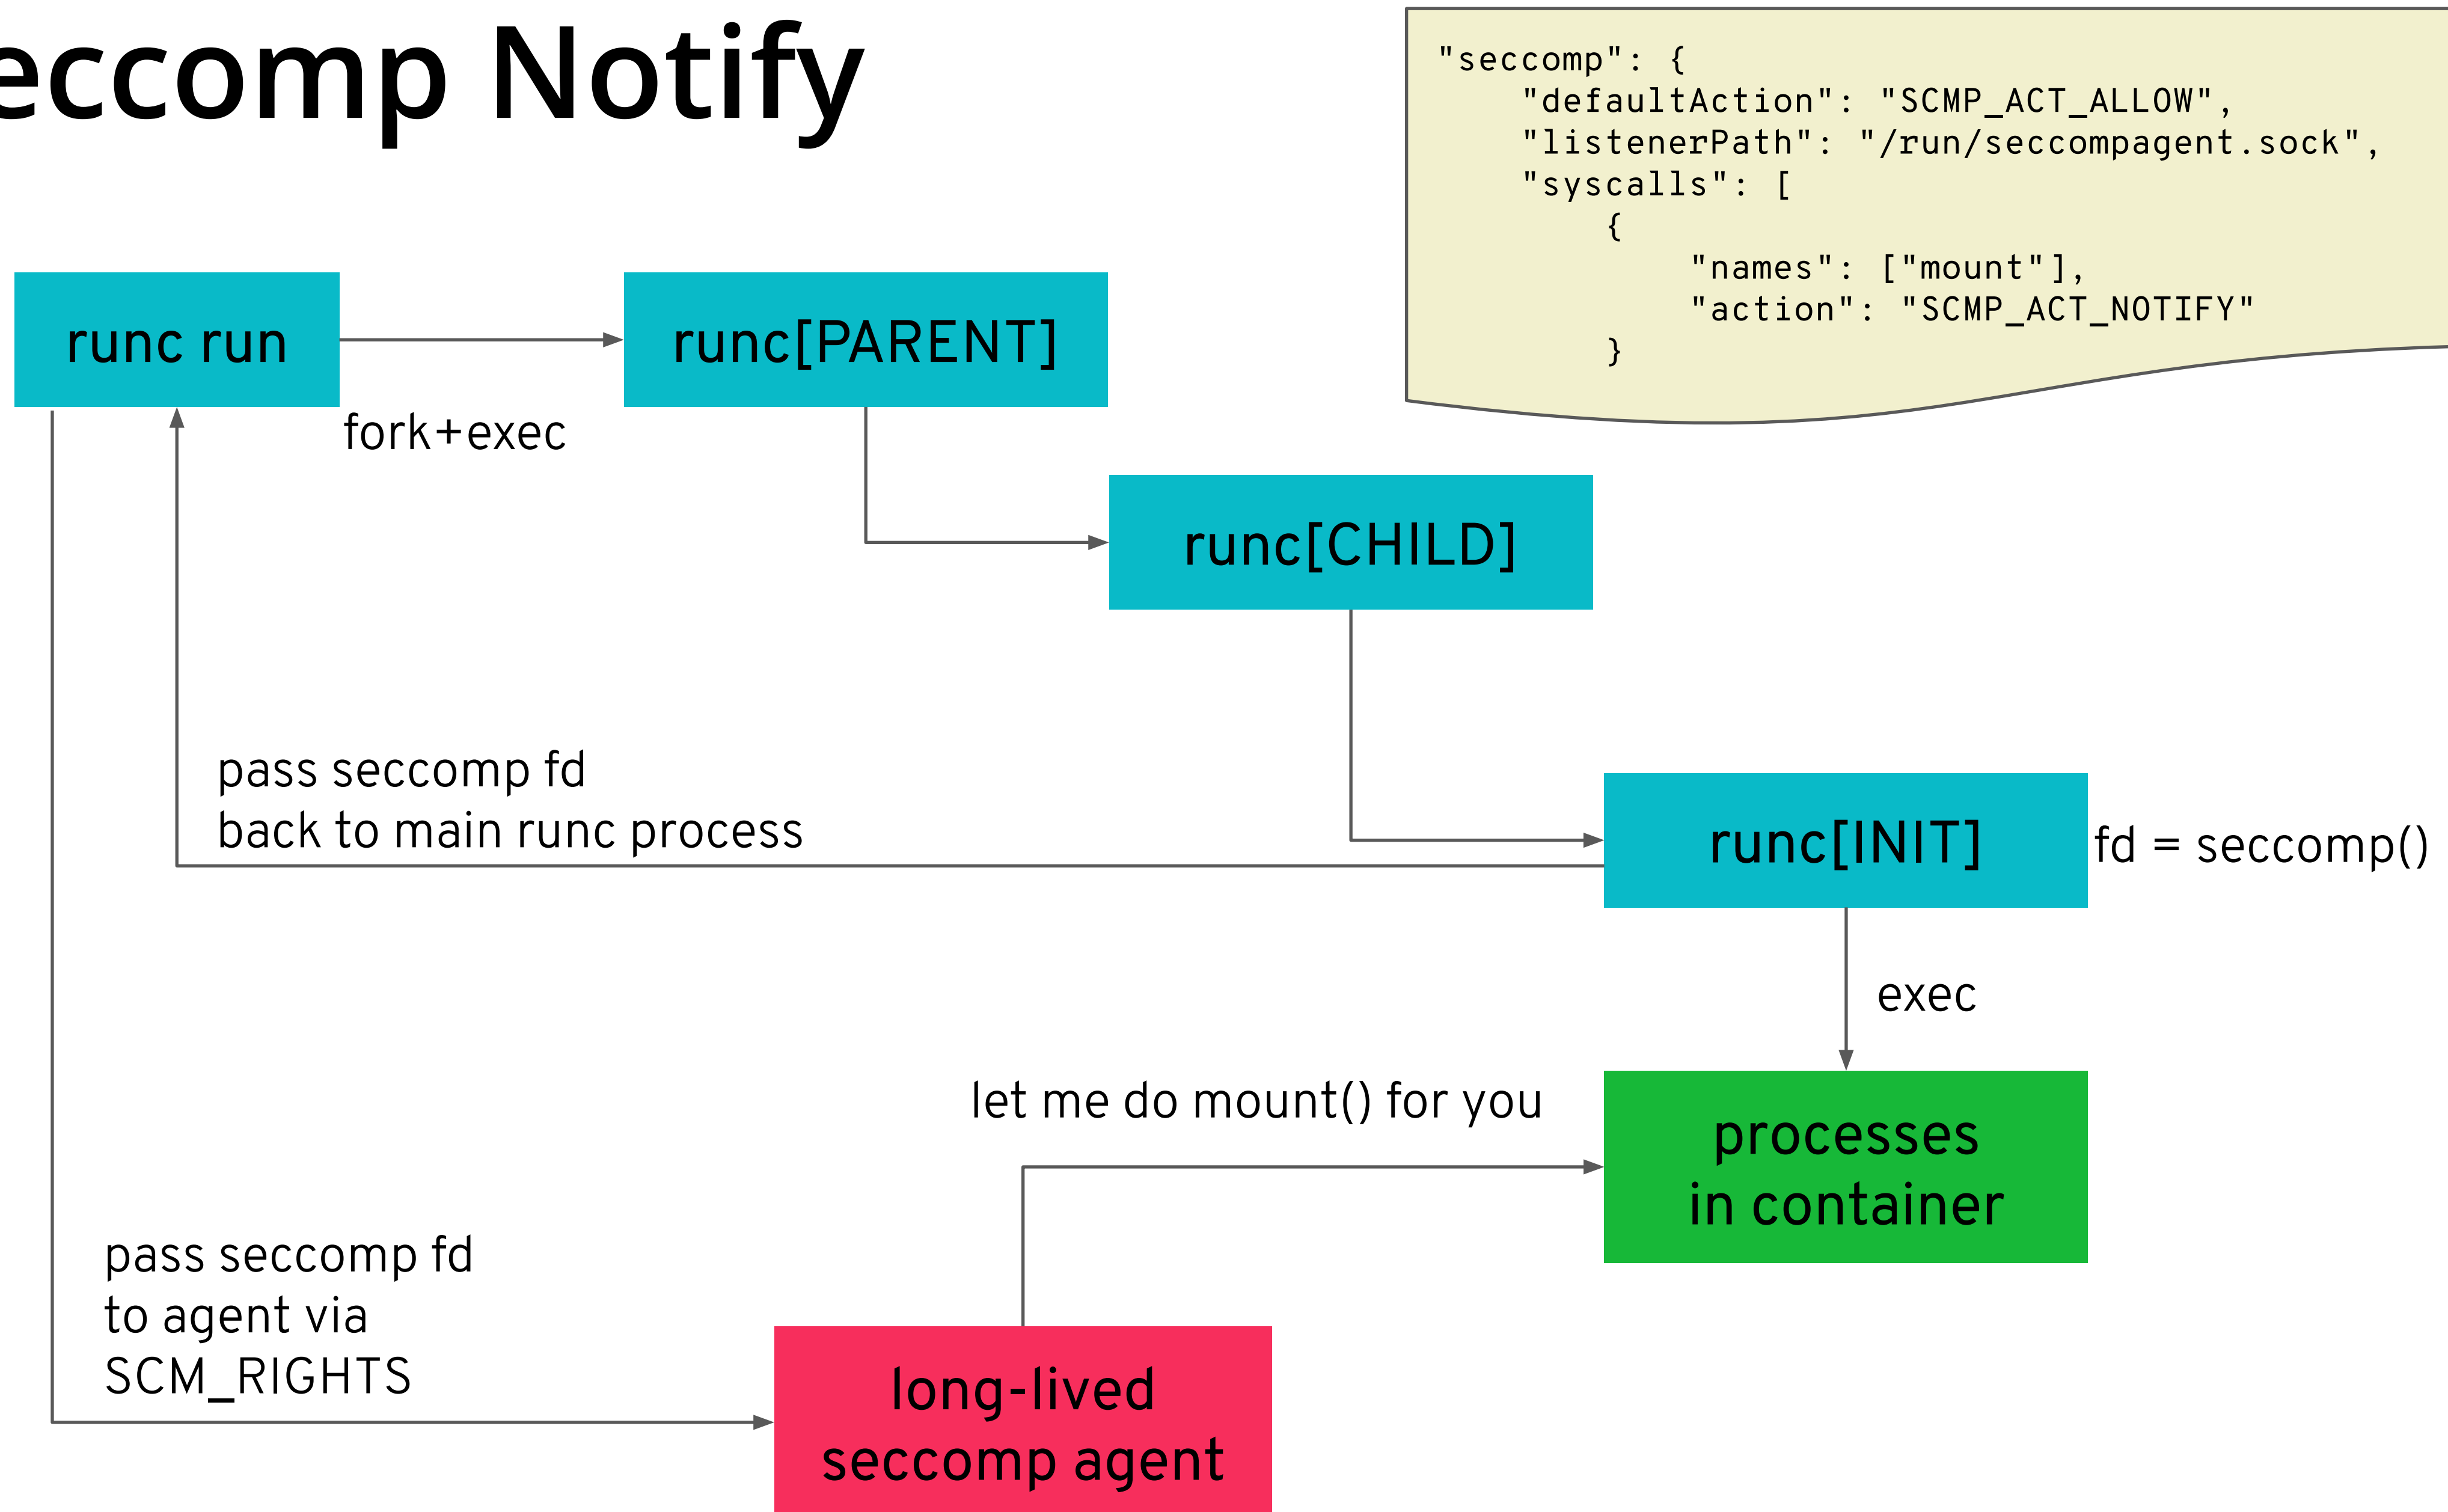 eccomp Notify
"seccomp": {
"defaultAction": "SCMP_ACT_ALLOW",
"listenerPath": "/run/seccompagent.sock",
"syscalls": [
{
"names": ["mount"],
"action": "SCMP_ACT_NOTIFY"
}
runc run
runc[PARENT]
fork+exec
runc[CHILD]
pass seccomp fd
back to main runc process
runc[INIT]
fd = seccomp()
exec
let me do mount() for you
processes
in container
pass seccomp fd
to agent via
SCM_RIGHTS
long-lived
seccomp agent